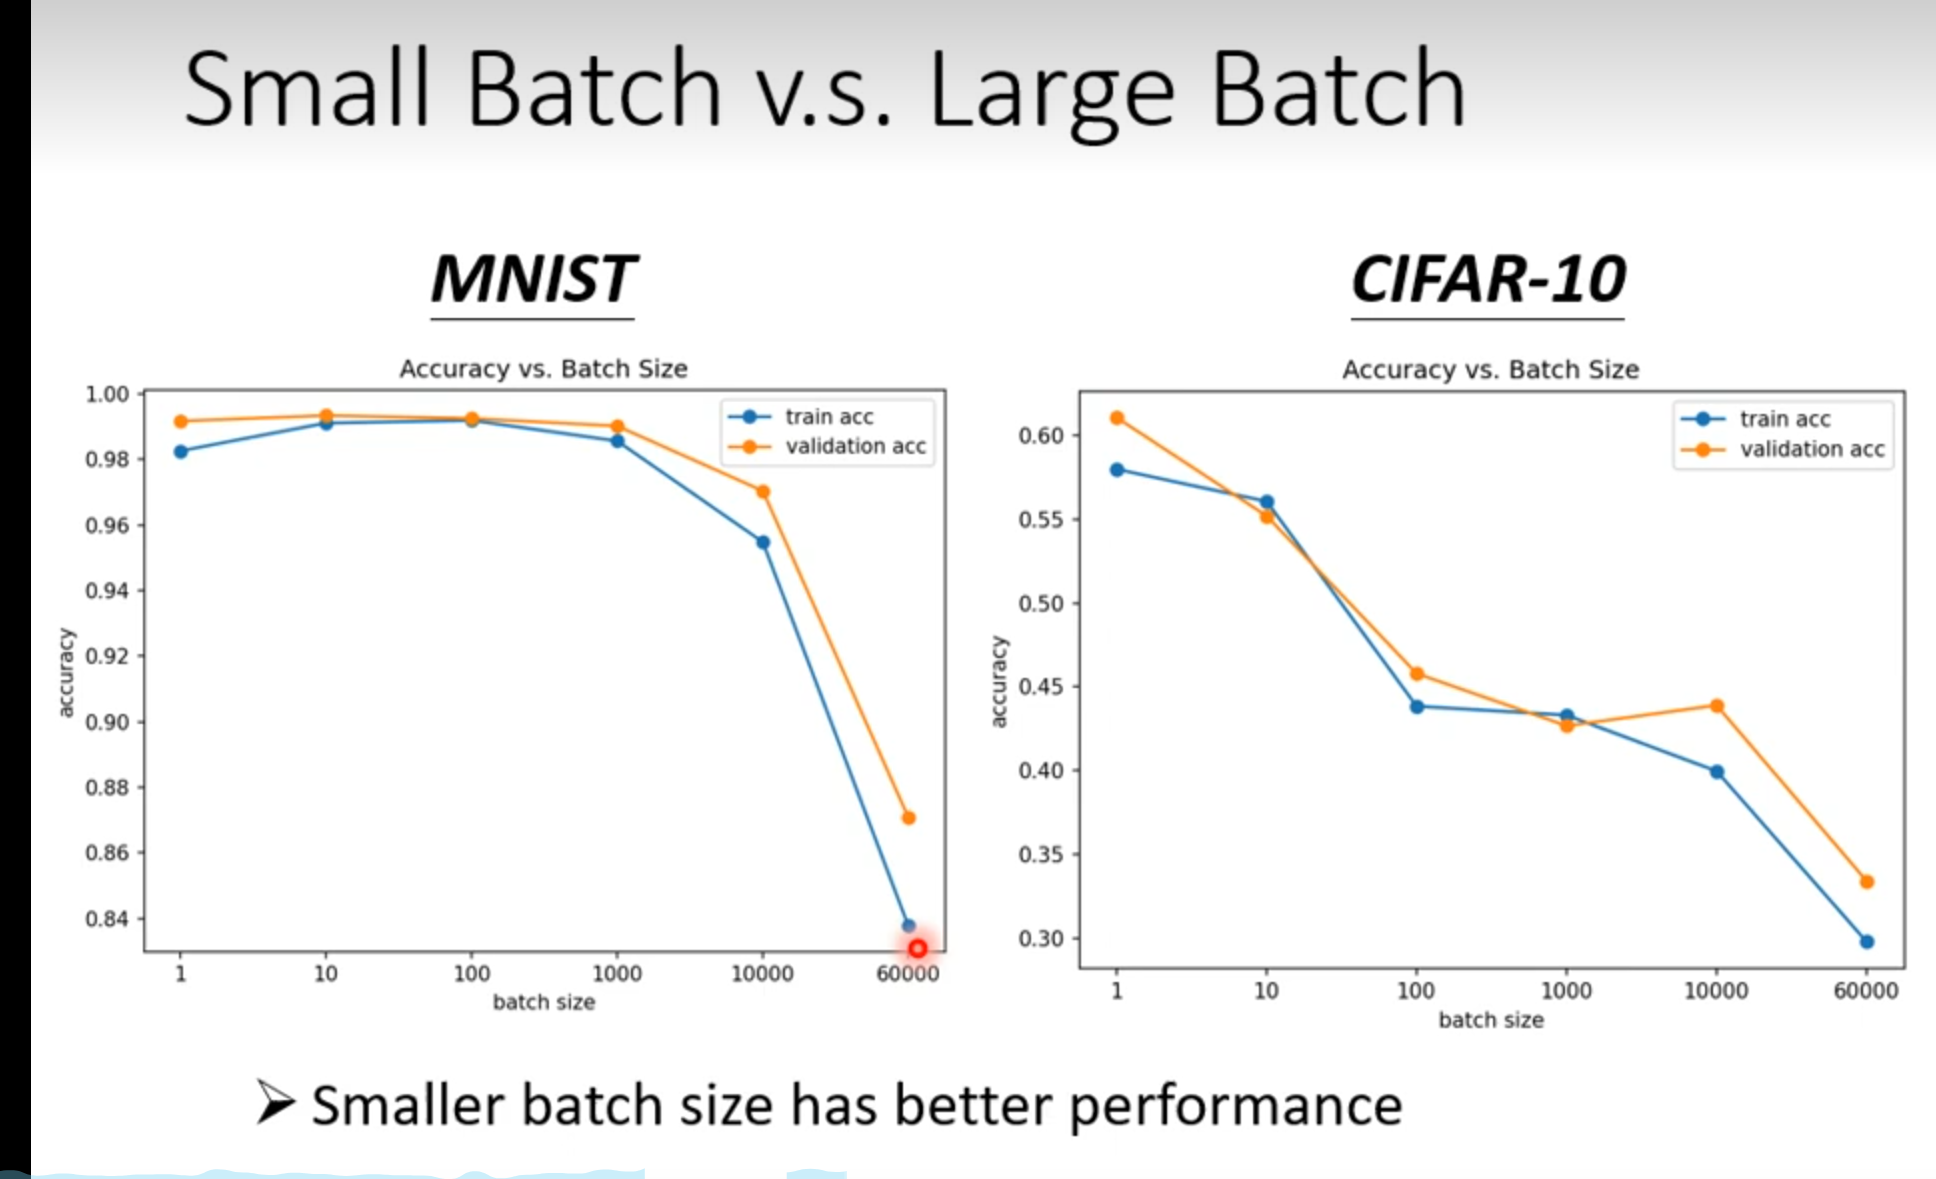 Small Batch v.s. Large Batch
MNIST
Accuracy vs. Batch Size
train acc
validation acc
1.00
0.98
0.96
0.94
0.92
0.90
0.88
0.86
0.84
accuracy
1 10 100 1000 10000 60000
batch size
CIFAR-10
Accuracy vs. Batch Size
train acc
validation acc
0.60
0.55
0.50
0.45
0.40
0.35
0.30
accuracy
1 10 100 1000 10000 60000
batch size
Smaller batch size has better performance